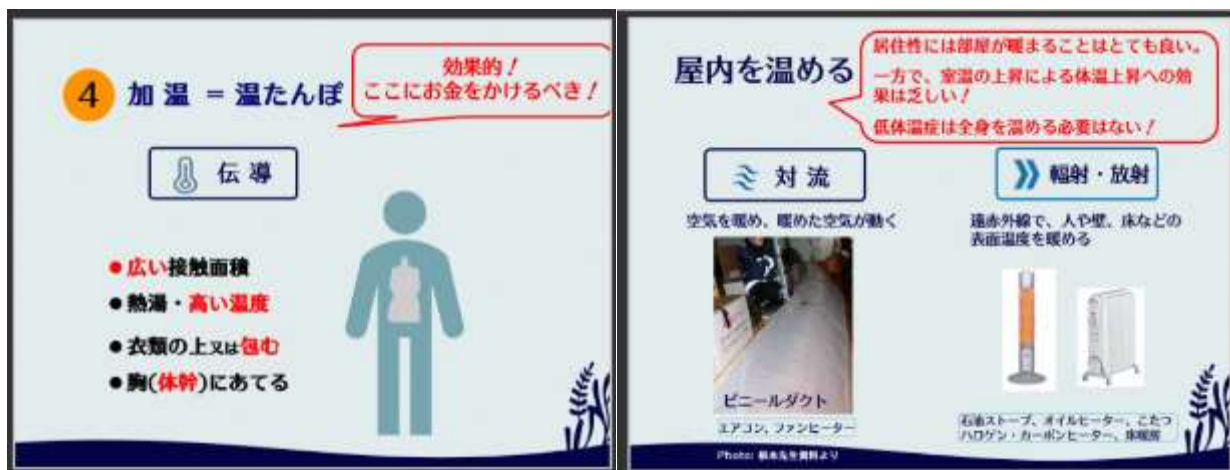 4 加温 = 温たんぽ
効果的！
ここにお金をかけるべき！
伝導
● 広い接触面積
● 熱湯・高い温度
● 衣類の上又は包む
● 胸(体幹)にあてる
屋内を温める
居住性には部屋が暖まることはとても良い。
一方で、室温の上昇による体温上昇への効
果は乏しい！
低体温症は全身を温める必要はない！
対流
空気を暖め、暖めた空気が動く
ビニールダクト
エアコン、ファンヒーター
Photo: 根本先生資料より
輻射・放射
遠赤外線で、人や壁、床などの
表面温度を暖める
石油ストーブ、オイルヒーター、こたつ
ハロゲン・カーボンヒーター、床暖房